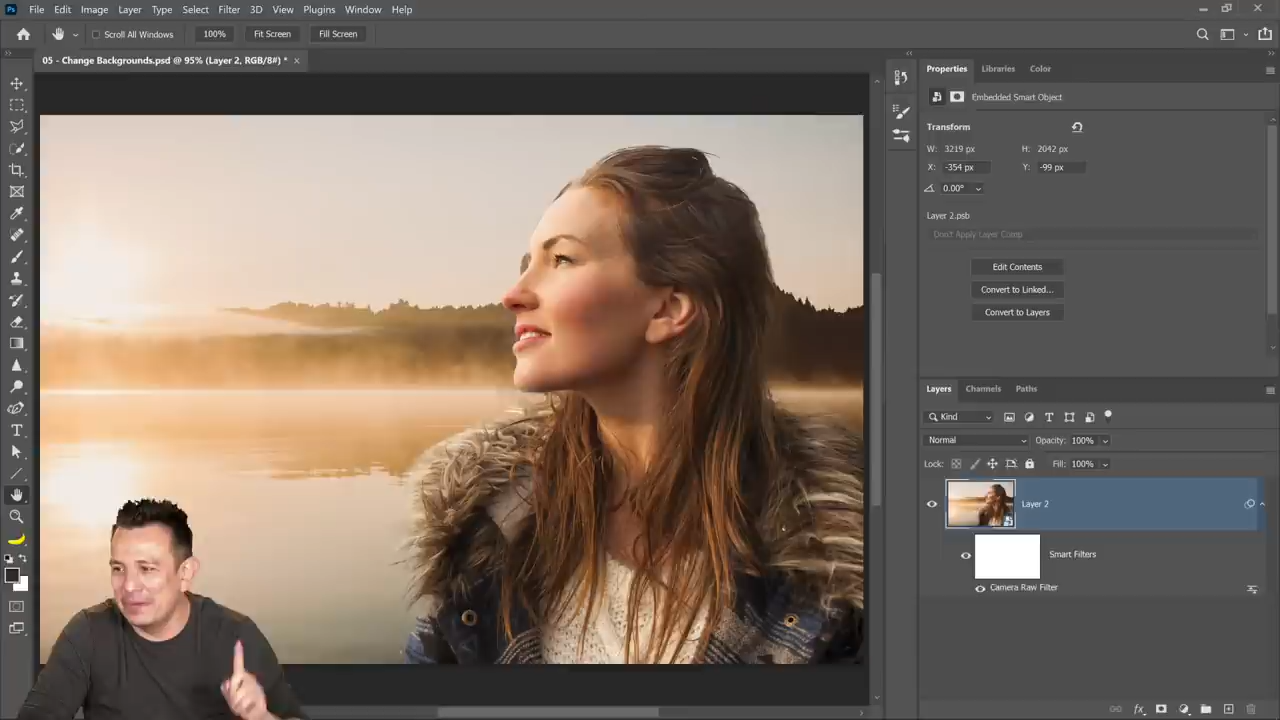 Ps File Edit Image Layer Type Select Filter 3D View Plugins Window Help
Scroll All Windows 100% Fit Screen Fill Screen
05 - Change Backgrounds.psd @ 95% (Layer 2, RGB/8#) * ×
Properties Libraries Color
Embedded Smart Object
Transform
W: 3219 px H: 2042 px
X: -354 px Y: -99 px
0.00°
Layer 2.psb
Don't Apply Layer Comp
Edit Contents
Convert to Linked...
Convert to Layers
Layers Channels Paths
Kind
Normal Opacity: 100%
Lock: Fill: 100%
Layer 2
Smart Filters
Camera Raw Filter
fx